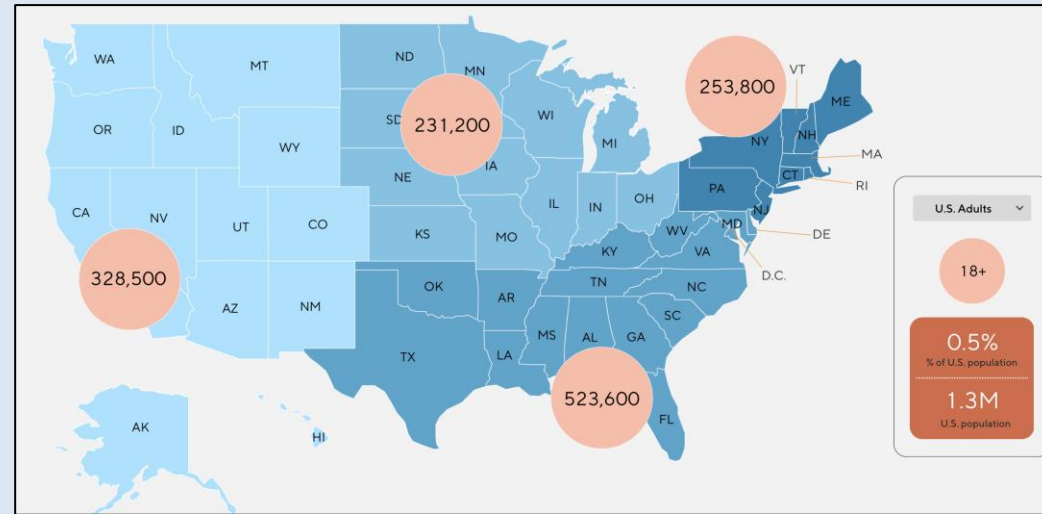 WA
MT
ND
MN
VT
ME
OR
ID
WY
SD
WI
MI
NY
NH
MA
RI
CT
231,200
253,800
CA
NV
UT
CO
NE
IA
IL
IN
OH
PA
NJ
DE
MD
D.C.
KS
MO
WV
VA
KY
328,500
AZ
NM
OK
AR
TN
NC
SC
TX
LA
MS
AL
GA
523,600
FL
AK
HI
U.S. Adults
18+
0.5%
% of U.S. population
1.3M
U.S. population